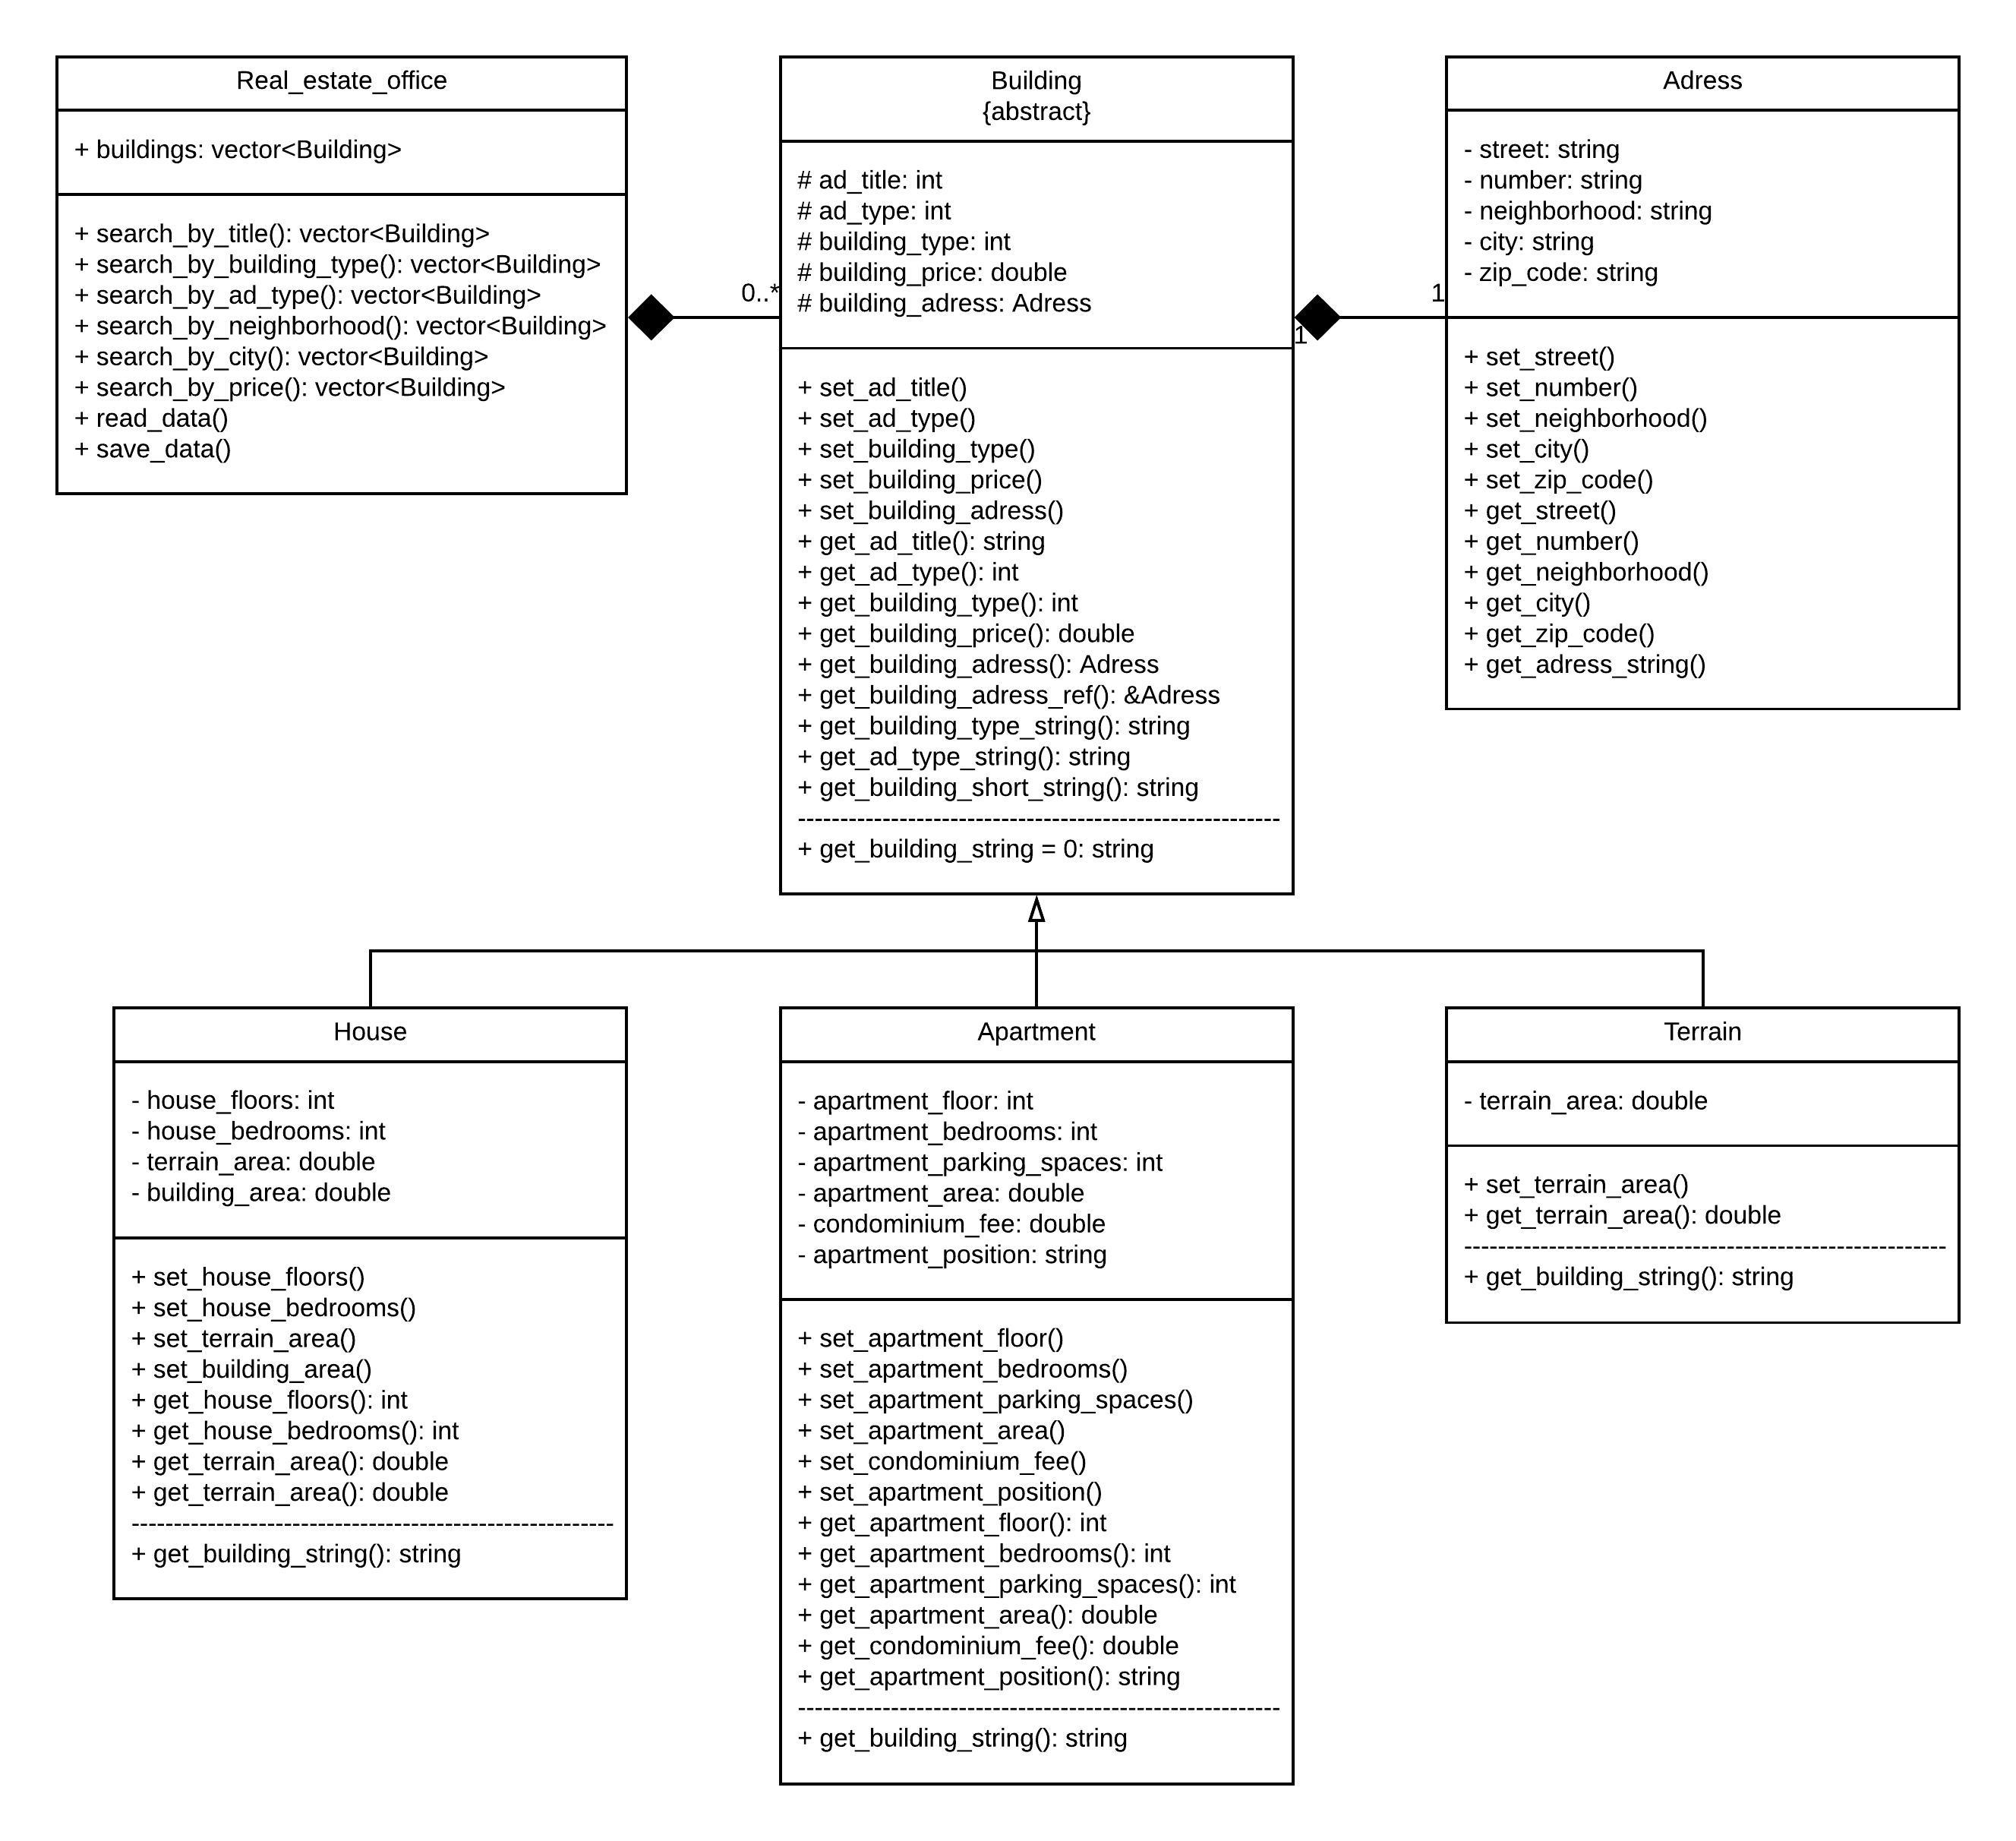 Real_estate_office
+ buildings: vector<Building>
+ search_by_title(): vector<Building>
+ search_by_building_type(): vector<Building>
+ search_by_ad_type(): vector<Building>
+ search_by_neighborhood(): vector<Building>
+ search_by_city(): vector<Building>
+ search_by_price(): vector<Building>
+ read_data()
+ save_data()
0..*
Building
{abstract}
# ad_title: int
# ad_type: int
# building_type: int
# building_price: double
# building_adress: Adress
+ set_ad_title()
+ set_ad_type()
+ set_building_type()
+ set_building_price()
+ set_building_adress()
+ get_ad_title(): string
+ get_ad_type(): int
+ get_building_type(): int
+ get_building_price(): double
+ get_building_adress(): Adress
+ get_building_adress_ref(): &Adress
+ get_building_type_string(): string
+ get_ad_type_string(): string
+ get_building_short_string(): string
---------------------------------------------------------
+ get_building_string = 0: string
1
1
Adress
- street: string
- number: string
- neighborhood: string
- city: string
- zip_code: string
+ set_street()
+ set_number()
+ set_neighborhood()
+ set_city()
+ set_zip_code()
+ get_street()
+ get_number()
+ get_neighborhood()
+ get_city()
+ get_zip_code()
+ get_adress_string()
House
- house_floors: int
- house_bedrooms: int
- terrain_area: double
- building_area: double
+ set_house_floors()
+ set_house_bedrooms()
+ set_terrain_area()
+ set_building_area()
+ get_house_floors(): int
+ get_house_bedrooms(): int
+ get_terrain_area(): double
+ get_terrain_area(): double
---------------------------------------------------------
+ get_building_string(): string
Apartment
- apartment_floor: int
- apartment_bedrooms: int
- apartment_parking_spaces: int
- apartment_area: double
- condominium_fee: double
- apartment_position: string
+ set_apartment_floor()
+ set_apartment_bedrooms()
+ set_apartment_parking_spaces()
+ set_apartment_area()
+ set_condominium_fee()
+ set_apartment_position()
+ get_apartment_floor(): int
+ get_apartment_bedrooms(): int
+ get_apartment_parking_spaces(): int
+ get_apartment_area(): double
+ get_condominium_fee(): double
+ get_apartment_position(): string
---------------------------------------------------------
+ get_building_string(): string
Terrain
- terrain_area: double
+ set_terrain_area()
+ get_terrain_area(): double
---------------------------------------------------------
+ get_building_string(): string